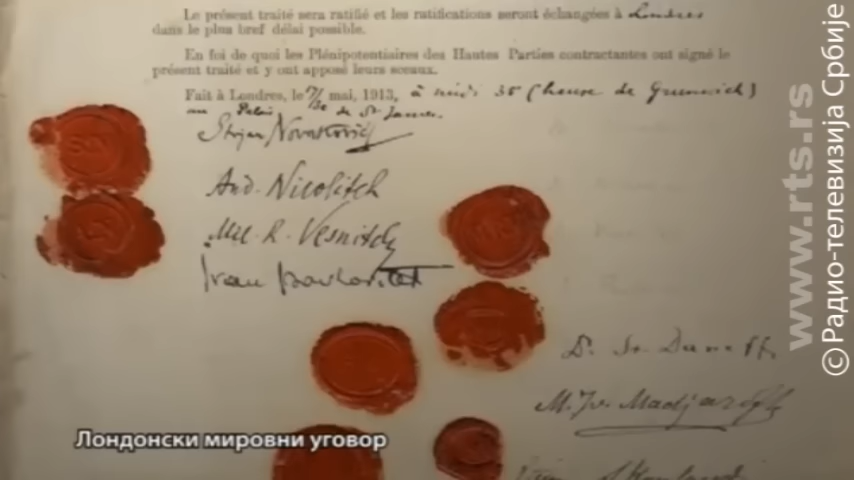 Le présent traité sera ratifié et les ratifications seront échangées à Londres
dans le plus bref délai possible.
En foi de quoi les Plénipotentiaires des Hautes Parties contractantes ont signé le
présent traité et y ont apposé leurs sceaux.
Fait à Londres, le 17/30 mai, 1913, à midi 35 (heure de Greenwich)
au Palais de St. James.
Stojan Novakovich
And. Nicolitch
Mil. R. Vesnitch
Ivan Pavlovitch
Dr. St. Daneff.
M. Iv. Madjaroff
Лондонски мировни уговор
www.rts.rs
©Радио-телевизија Србије